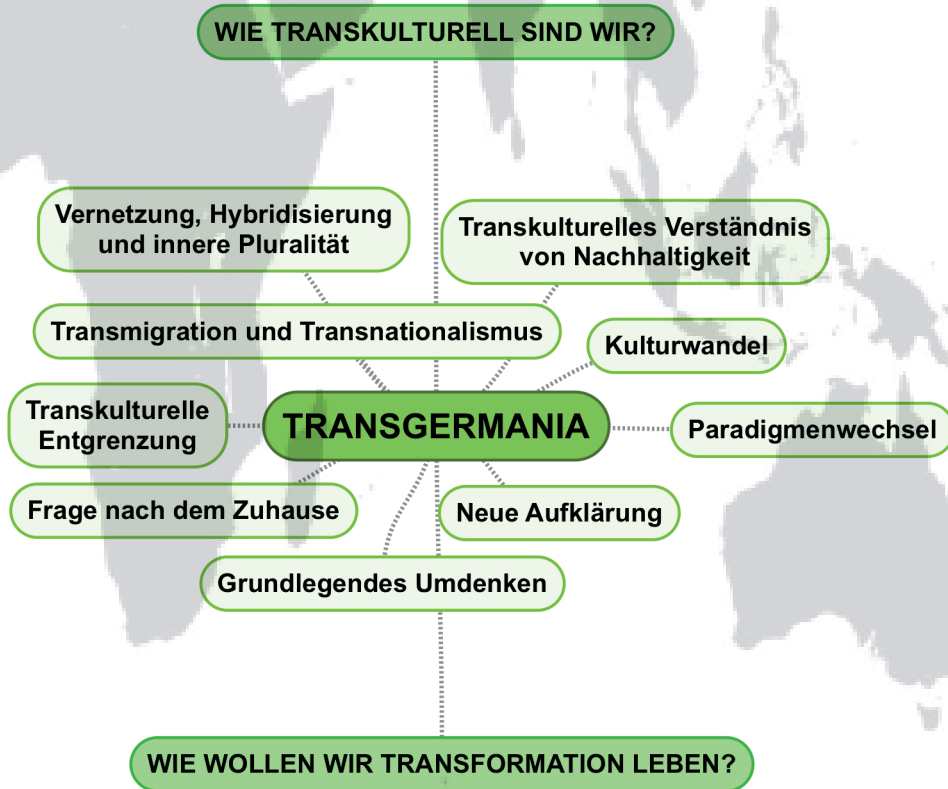 WIE TRANSKULTURELL SIND WIR?
Vernetzung, Hybridisierung
und innere Pluralität
Transkulturelles Verständnis
von Nachhaltigkeit
Transmigration und Transnationalismus
Kulturwandel
Transkulturelle
Entgrenzung
TRANSGERMANIA
Paradigmenwechsel
Frage nach dem Zuhause
Neue Aufklärung
Grundlegendes Umdenken
WIE WOLLEN WIR TRANSFORMATION LEBEN?